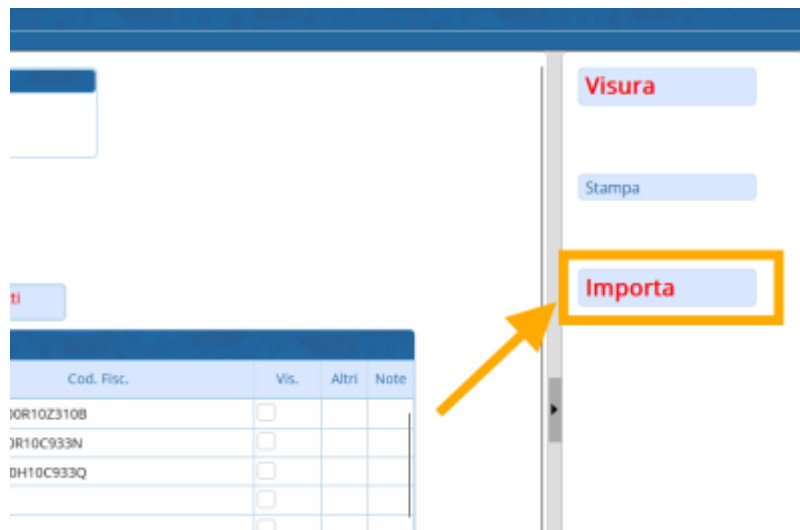 Visura
Stampa
Importa
ti
Cod. Fisc. Vis. Altri Note
00R10Z310B
0R10C933N
0H10C933Q